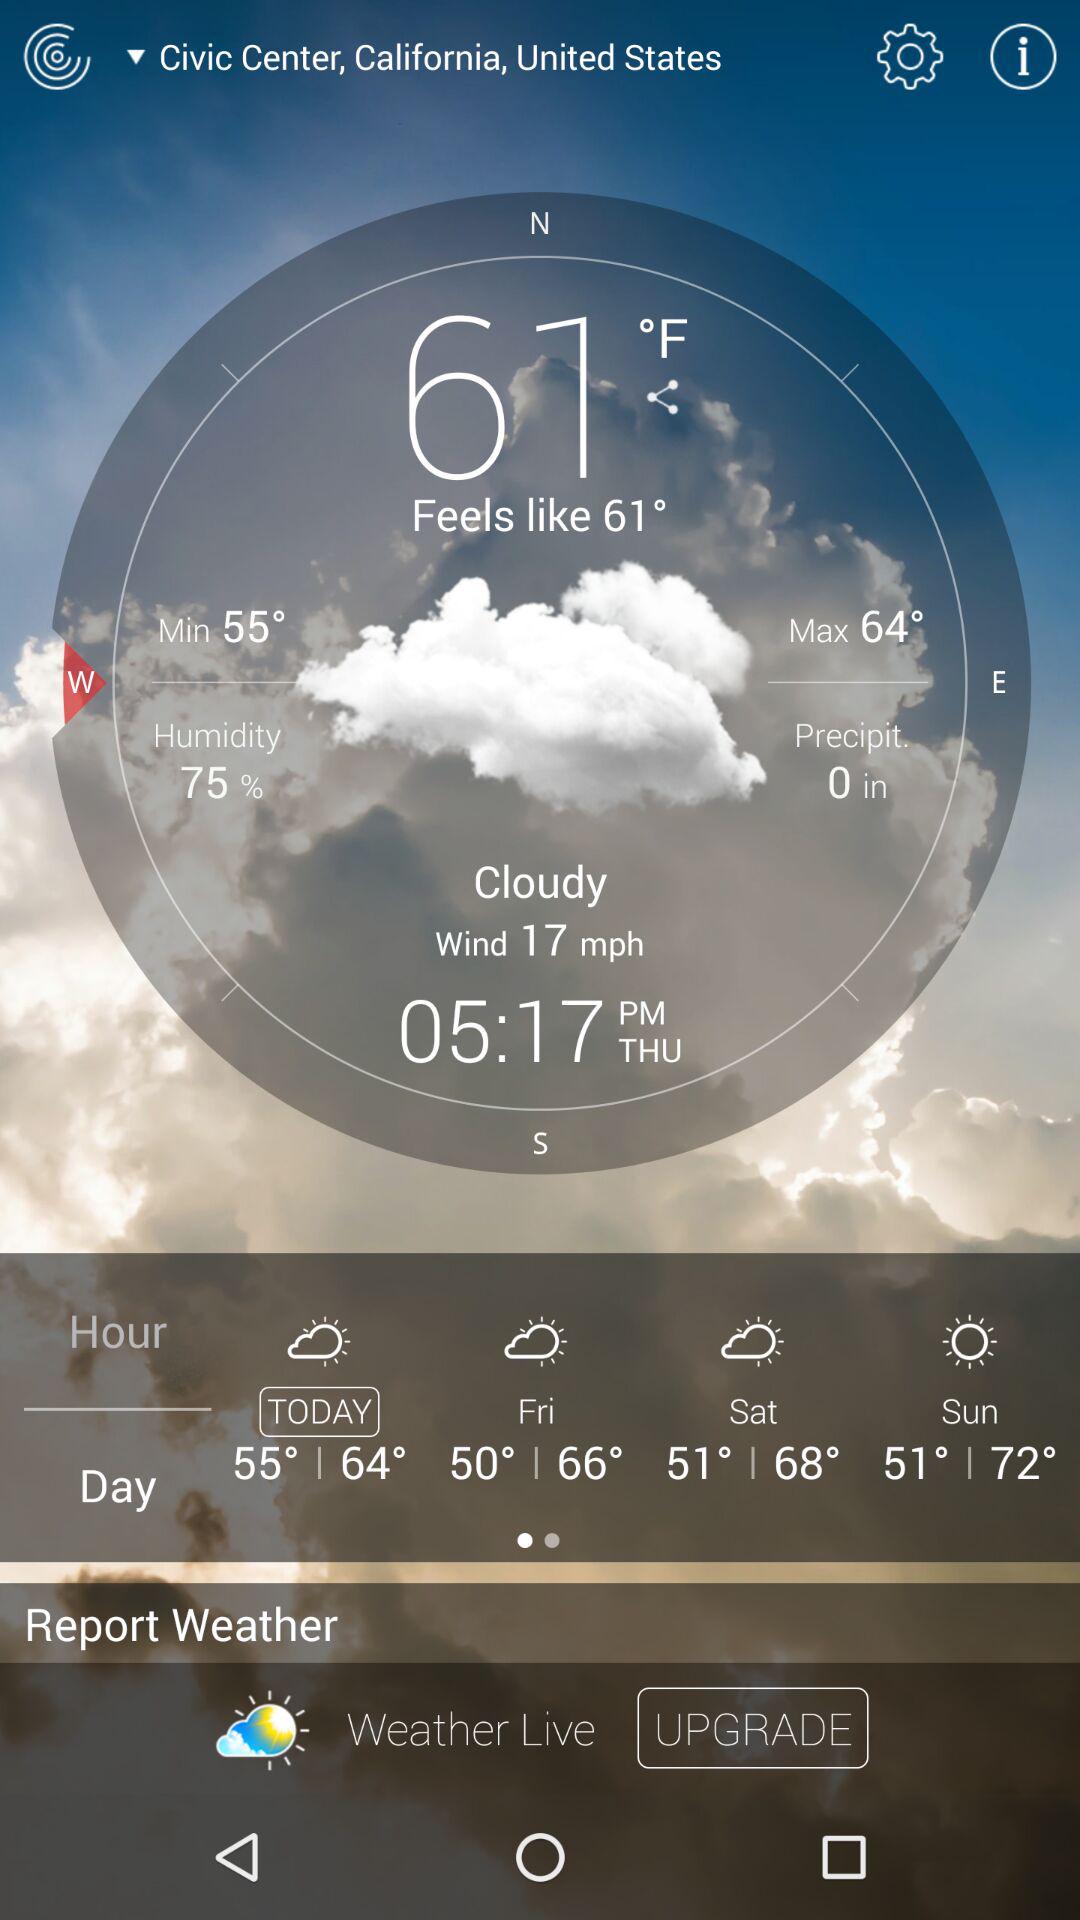 Civic Center, California, United States
N
61 °F
Feels like 61°
Min 55°
Max 64°
W
E
Humidity
75 %
Precipit.
0 in
Cloudy
Wind 17 mph
05:17 PM
THU
S
Hour
Day
TODAY
55° | 64°
Fri
50° | 66°
Sat
51° | 68°
Sun
51° | 72°
Report Weather
Weather Live
UPGRADE